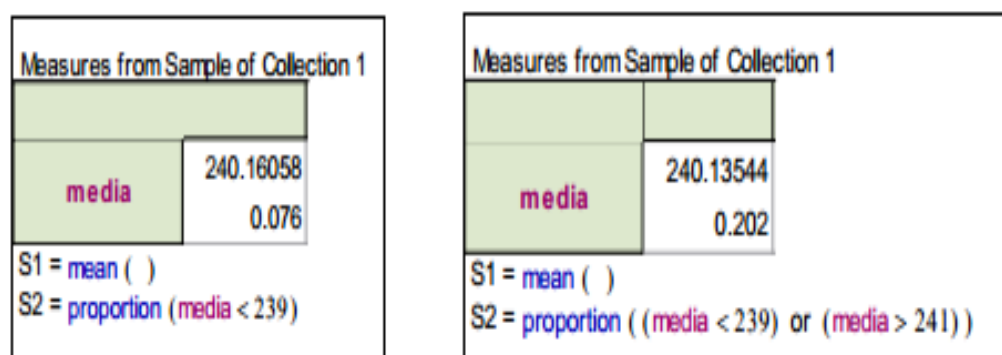 Measures from Sample of Collection 1
media
240.16058
0.076
S1 = mean ( )
S2 = proportion (media < 239)
Measures from Sample of Collection 1
media
240.13544
0.202
S1 = mean ( )
S2 = proportion ( (media < 239) or (media > 241) )